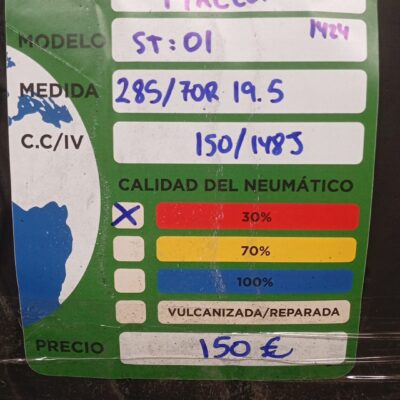 MODELO ST:01 1424
MEDIDA 285/70R 19.5
C.C/IV 150/148J
CALIDAD DEL NEUMÁTICO
X 30%
70%
100%
VULCANIZADA/REPARADA
PRECIO 150 €